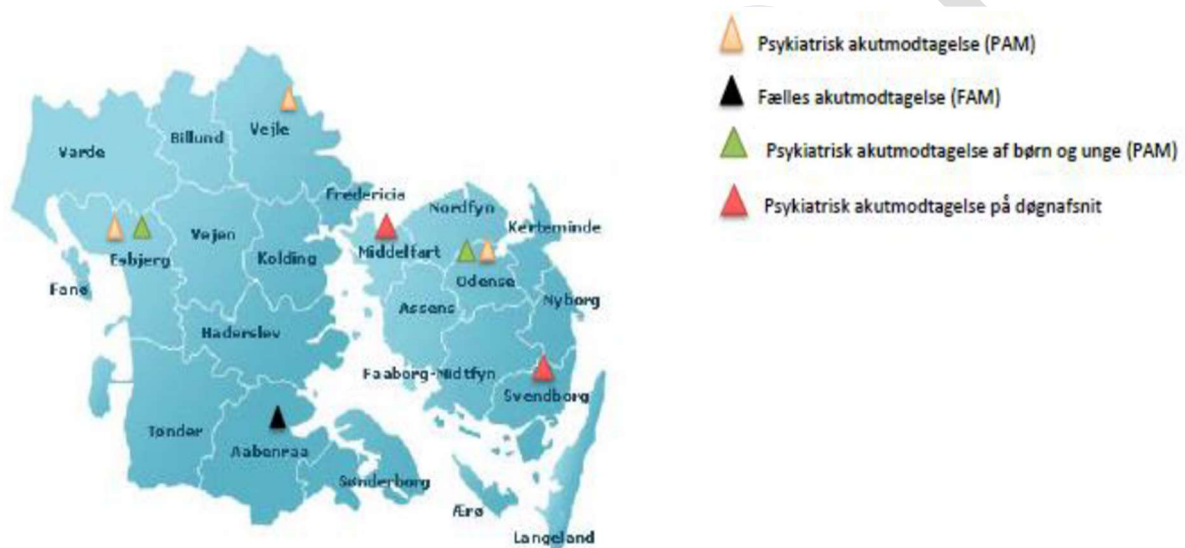 Psykiatrisk akutmodtagelse (PAM)
Fælles akutmodtagelse (FAM)
Psykiatrisk akutmodtagelse af børn og unge (PAM)
Psykiatrisk akutmodtagelse på døgnafsnit
Varde
Billund
Vejle
Fredericia
Nordfyn
Kerteminde
Esbjerg
Vejen
Kolding
Middelfart
Odense
Fanø
Assens
Nyborg
Haderslev
Faaborg-Midtfyn
Svendborg
Tønder
Aabenraa
Sønderborg
Ærø
Langeland